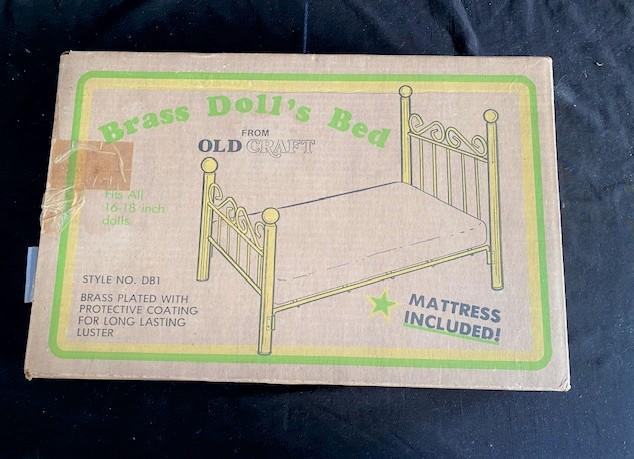 Brass Doll's Bed
FROM
OLD CRAFT
Fits All
16-18 inch
dolls
STYLE NO. DB1
BRASS PLATED WITH
PROTECTIVE COATING
FOR LONG LASTING
LUSTER
MATTRESS
INCLUDED!